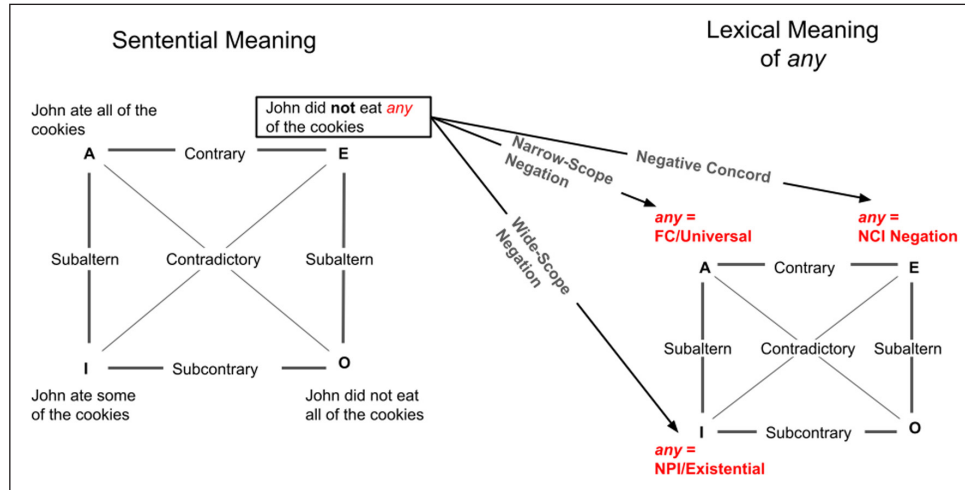 Sentential Meaning
Lexical Meaning
of any
John ate all of the
cookies
John did not eat any
of the cookies
A
Contrary
E
Subaltern
Contradictory
Subaltern
I
Subcontrary
O
John ate some
of the cookies
John did not eat
all of the cookies
Narrow-Scope
Negation
Negative Concord
Wide-Scope
Negation
any =
FC/Universal
any =
NCI Negation
A
Contrary
E
Subaltern
Contradictory
Subaltern
I
Subcontrary
O
any =
NPI/Existential